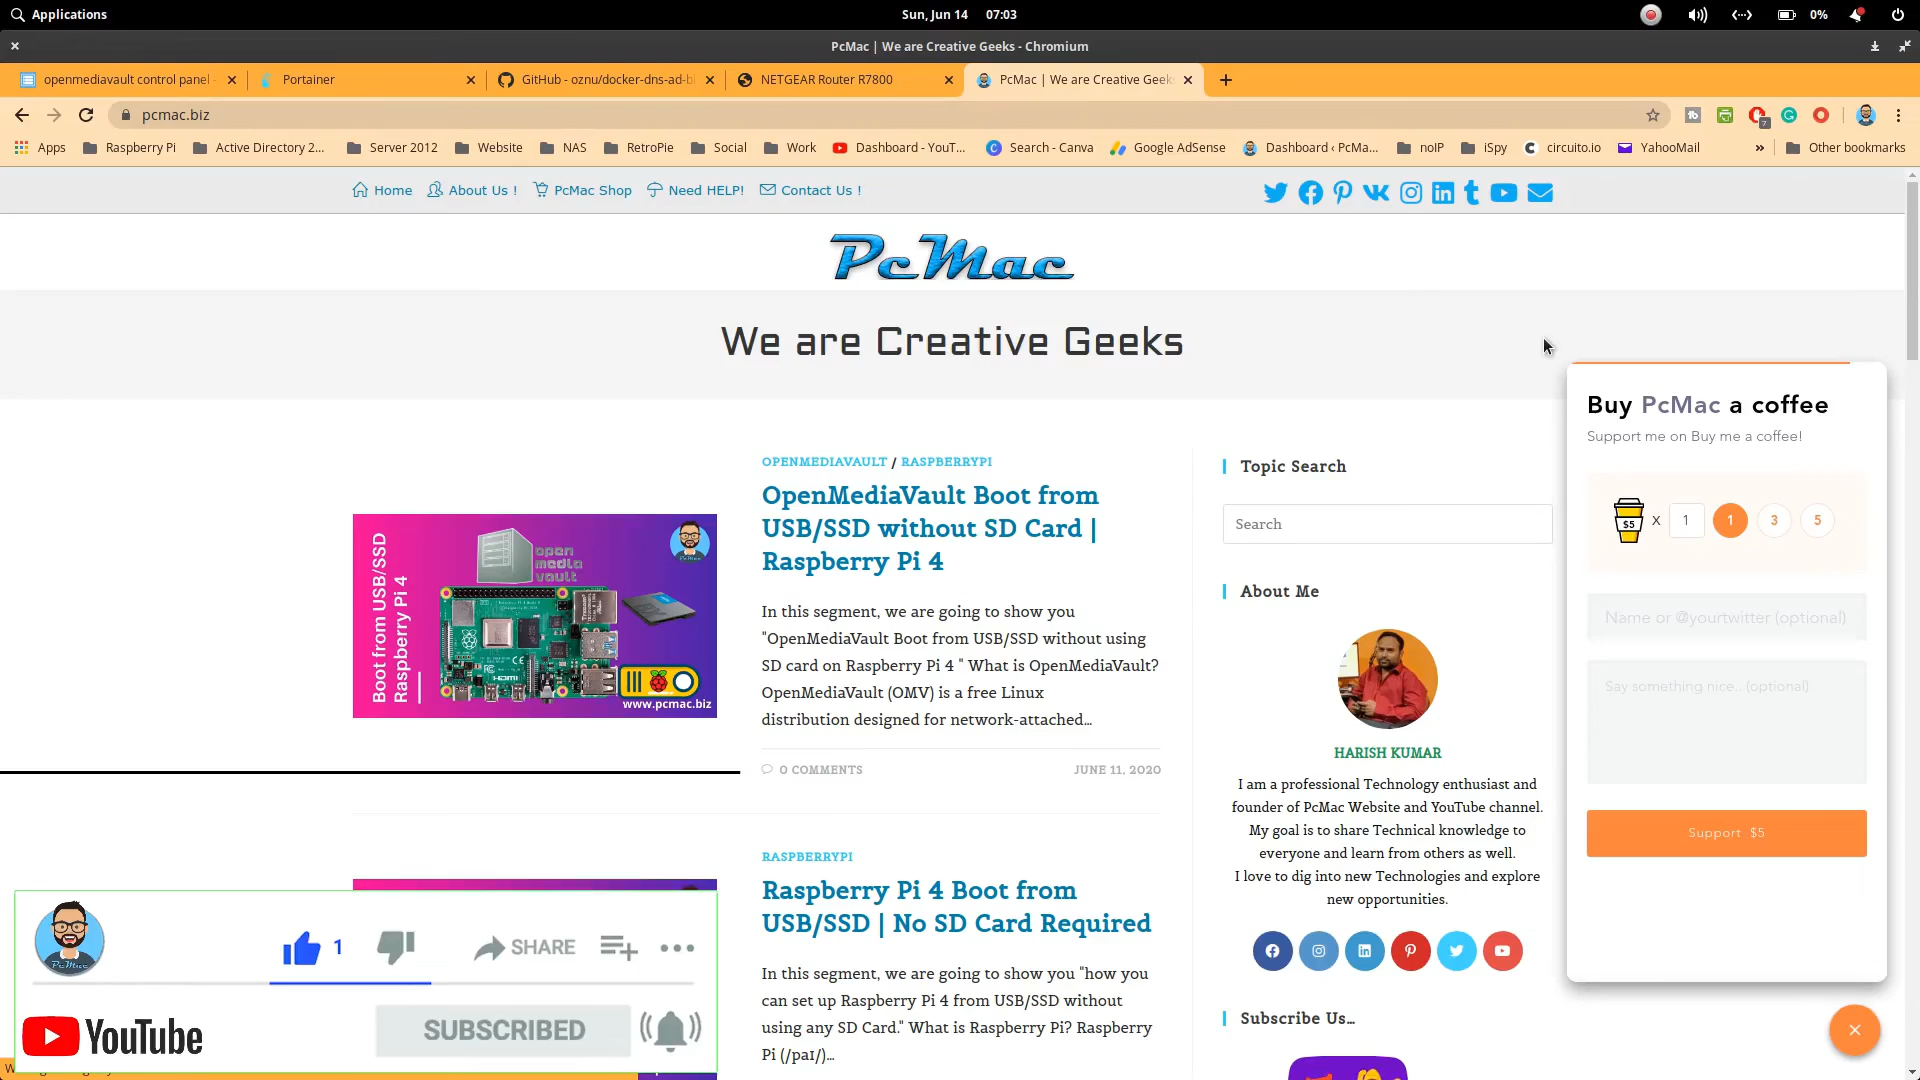 Applications
Sun, Jun 14 07:03
0%
PcMac | We are Creative Geeks - Chromium
openmediavault control panel
Portainer
GitHub - oznu/docker-dns-ad-bl
NETGEAR Router R7800
PcMac | We are Creative Geeks
pcmac.biz
7
Apps
Raspberry Pi
Active Directory 2...
Server 2012
Website
NAS
RetroPie
Social
Work
Dashboard - YouT...
Search - Canva
Google AdSense
Dashboard ‹ PcMa...
noIP
iSpy
circuito.io
YahooMail
»
Other bookmarks
Home
About Us !
PcMac Shop
Need HELP!
Contact Us !
PcMac
We are Creative Geeks
Boot from USB/SSD
Raspberry Pi 4
open
media
vault
HDMI
www.pcmac.biz
OPENMEDIAVAULT / RASPBERRYPI
OpenMediaVault Boot from
USB/SSD without SD Card |
Raspberry Pi 4
In this segment, we are going to show you
"OpenMediaVault Boot from USB/SSD without using
SD card on Raspberry Pi 4 " What is OpenMediaVault?
OpenMediaVault (OMV) is a free Linux
distribution designed for network-attached…
0 COMMENTS
JUNE 11, 2020
RASPBERRYPI
Raspberry Pi 4 Boot from
USB/SSD | No SD Card Required
In this segment, we are going to show you "how you
can set up Raspberry Pi 4 from USB/SSD without
using any SD Card." What is Raspberry Pi? Raspberry
Pi (/paɪ/)…
Topic Search
Search
About Me
HARISH KUMAR
I am a professional Technology enthusiast and
founder of PcMac Website and YouTube channel.
My goal is to share Technical knowledge to
everyone and learn from others as well.
I love to dig into new Technologies and explore
new opportunities.
Subscribe Us…
Buy PcMac a coffee
Support me on Buy me a coffee!
$5 x 1 1 3 5
Name or @yourtwitter (optional)
Say something nice.. (optional)
Support $5
PcMac
1
SHARE
YouTube
SUBSCRIBED